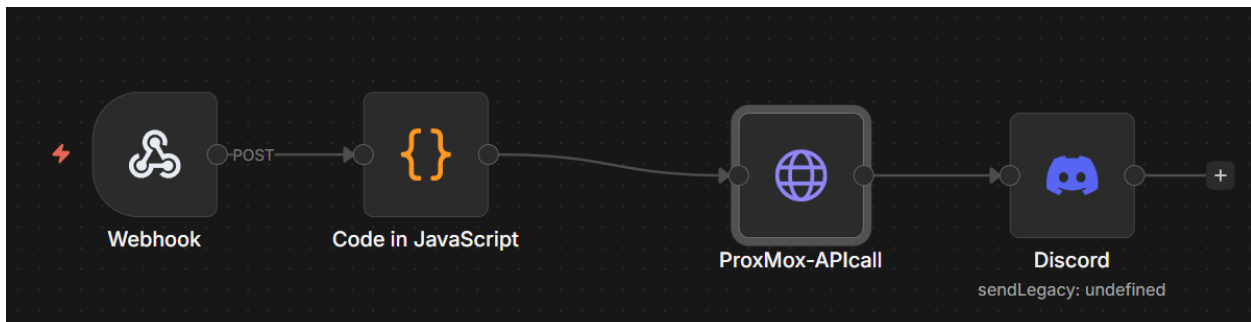 POST
Webhook
Code in JavaScript
ProxMox-APIcall
Discord
sendLegacy: undefined